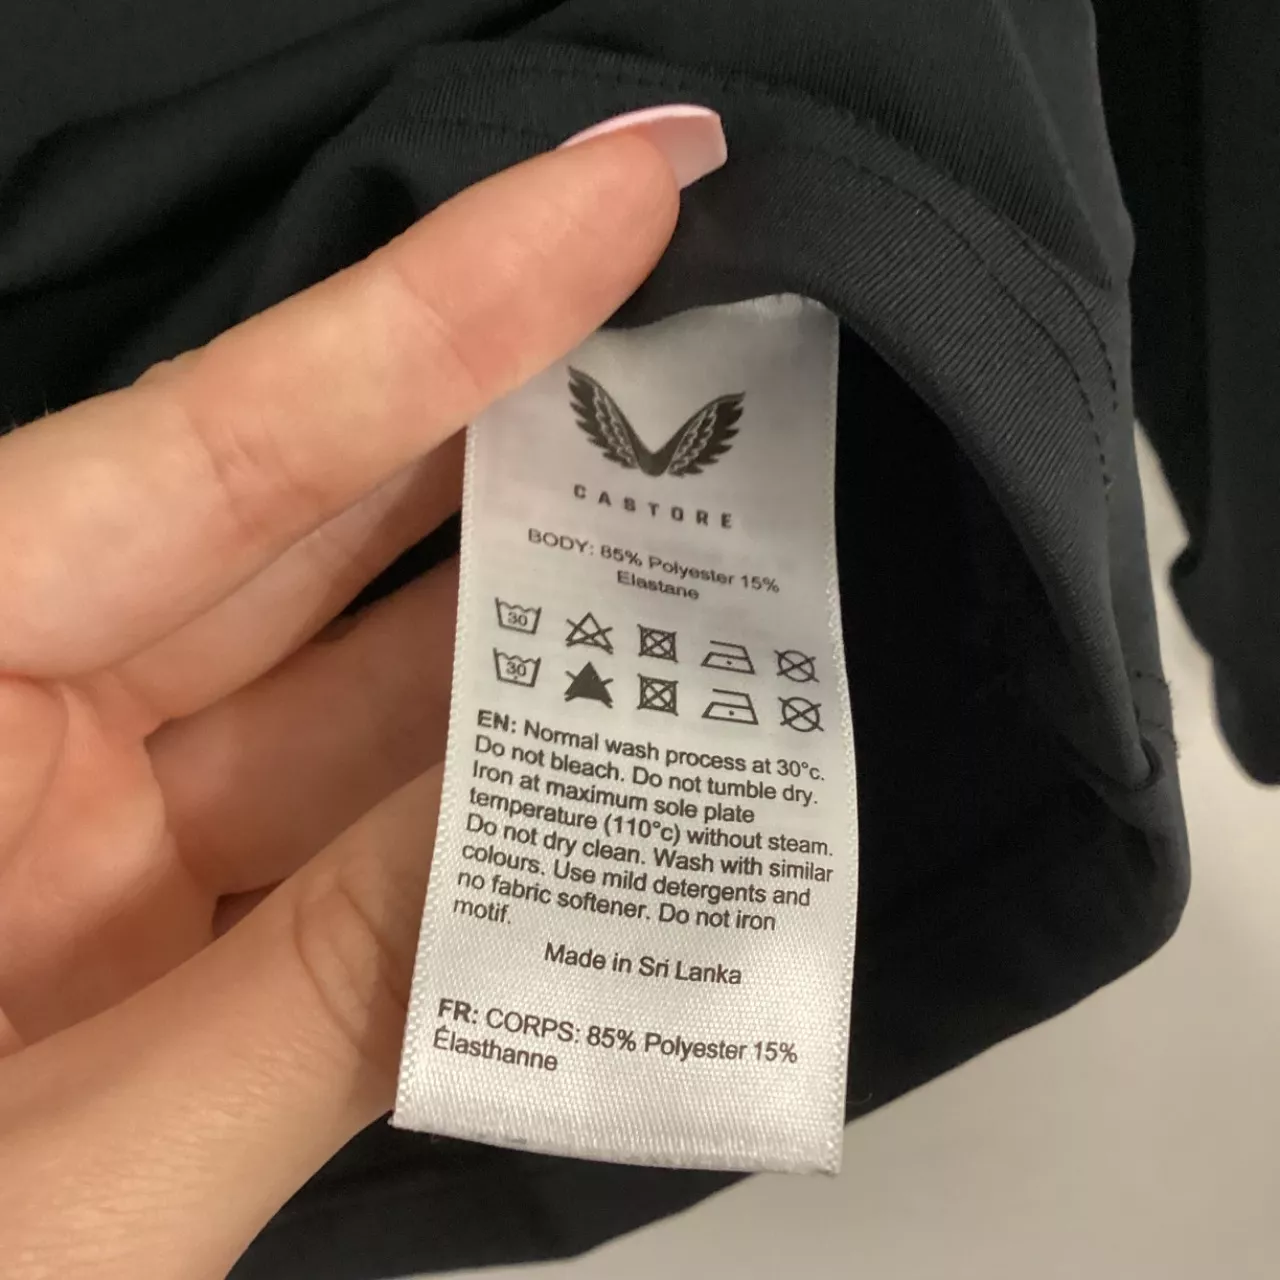 CASTORE
BODY: 85% Polyester 15%
Elastane
30
30
EN: Normal wash process at 30°c.
Do not bleach. Do not tumble dry.
Iron at maximum sole plate
temperature (110°c) without steam.
Do not dry clean. Wash with similar
colours. Use mild detergents and
no fabric softener. Do not iron
motif.
Made in Sri Lanka
FR: CORPS: 85% Polyester 15%
Élasthanne